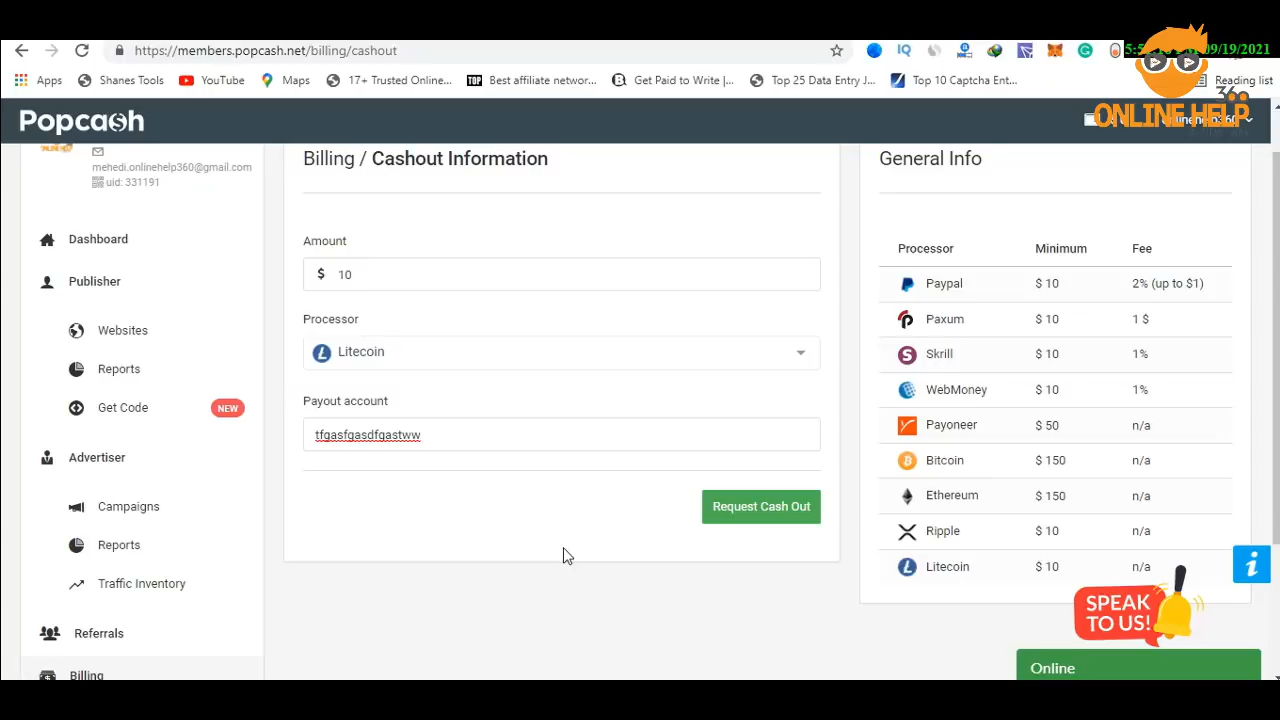 https://members.popcash.net/billing/cashout
09/19/2021
Apps
Shanes Tools
YouTube
Maps
17+ Trusted Online...
TOP
Best affiliate networ...
Get Paid to Write |...
Top 25 Data Entry J...
Top 10 Captcha Ent...
Reading list
360
ONLINE HELP
Popcash
mehedi.onlinehelp360@gmail.com
uid: 331191
Dashboard
Publisher
Websites
Reports
Get Code
NEW
Advertiser
Campaigns
Reports
Traffic Inventory
Referrals
Billing
Billing / Cashout Information
Amount
$ 10
Processor
Litecoin
Payout account
tfgasfgasdfgastww
Request Cash Out
General Info
Processor Minimum Fee
Paypal $ 10 2% (up to $1)
Paxum $ 10 1 $
Skrill $ 10 1%
WebMoney $ 10 1%
Payoneer $ 50 n/a
Bitcoin $ 150 n/a
Ethereum $ 150 n/a
Ripple $ 10 n/a
Litecoin $ 10 n/a
SPEAK
TO US!
Online